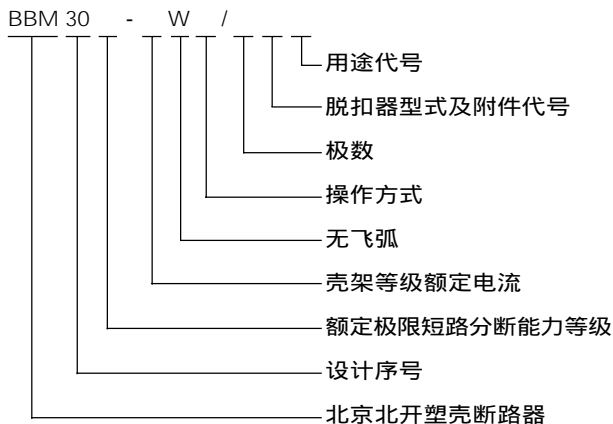 BBM 30 - W /
用途代号
脱扣器型式及附件代号
极数
操作方式
无飞弧
壳架等级额定电流
额定极限短路分断能力等级
设计序号
北京北开塑壳断路器